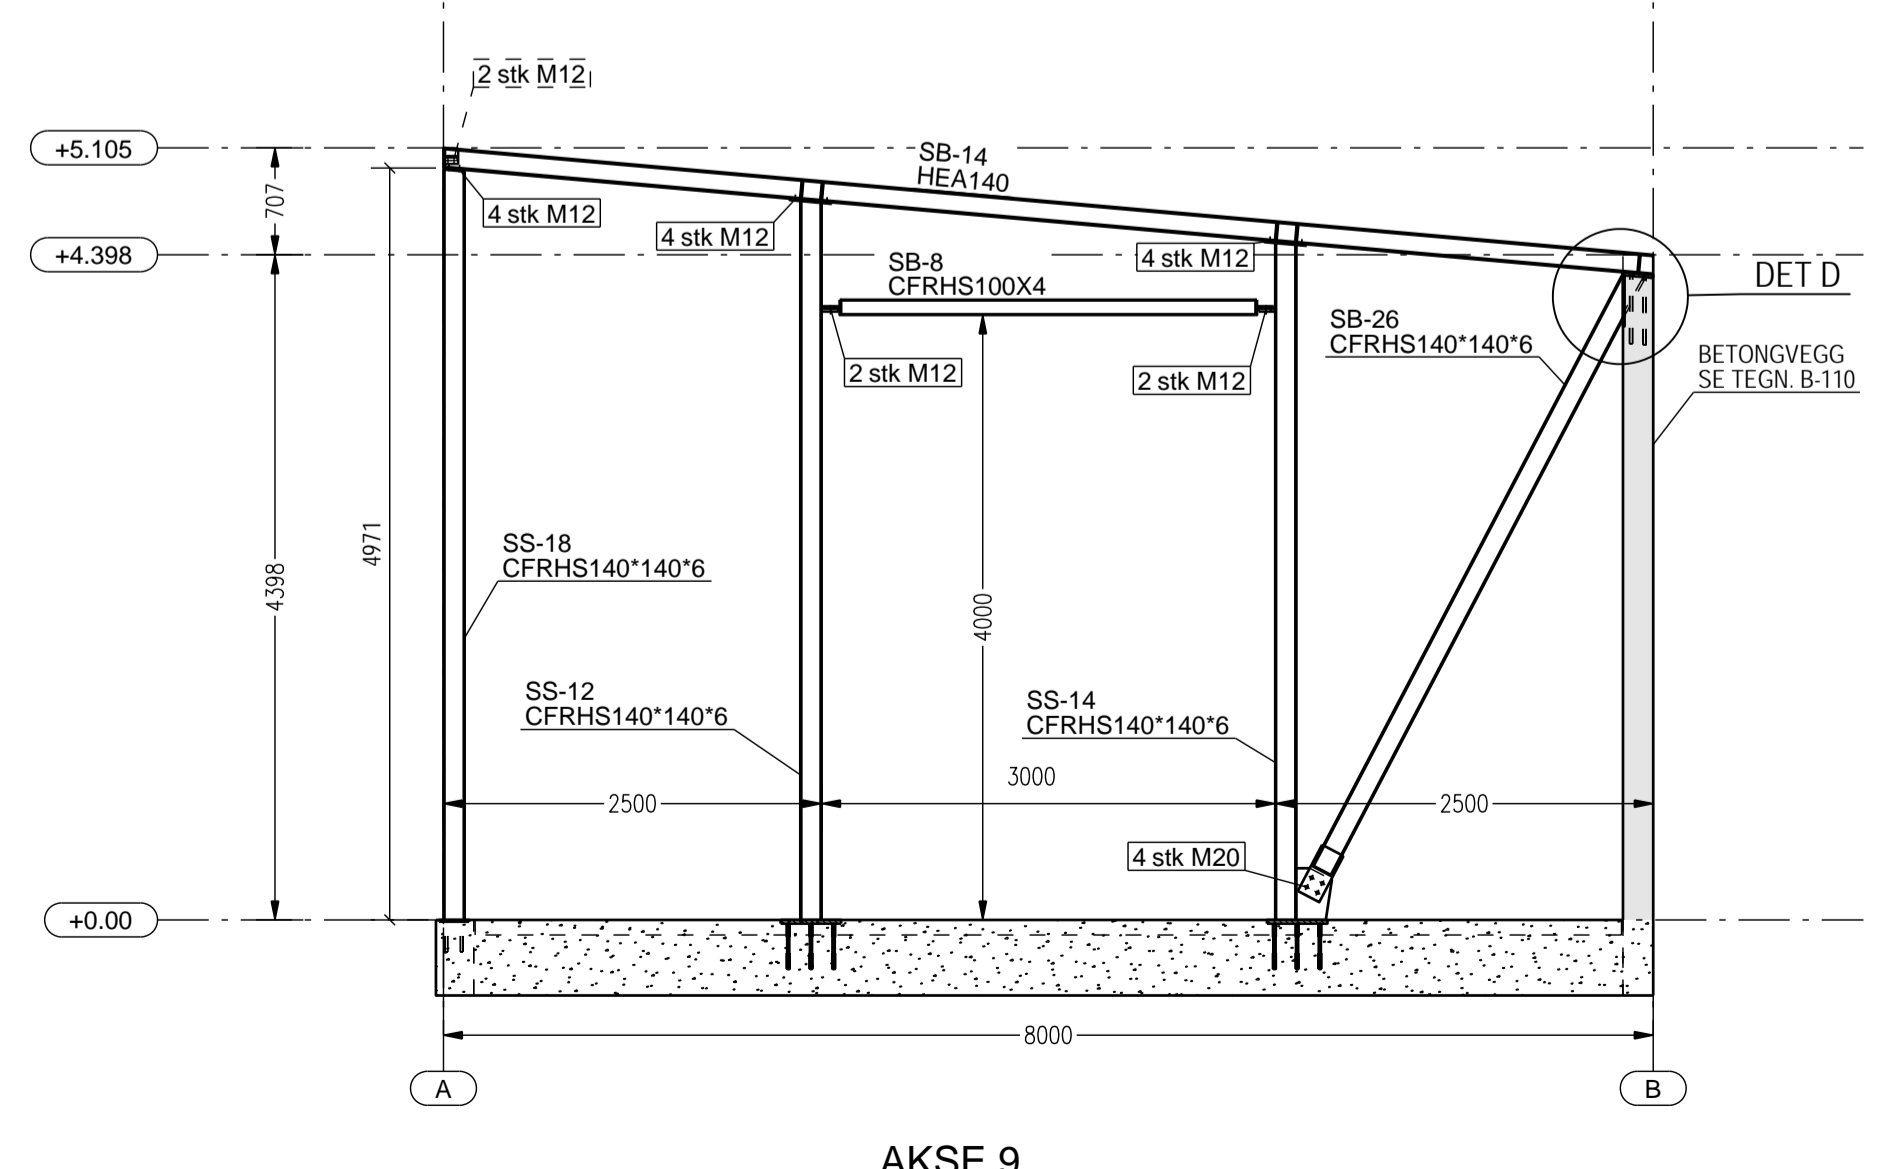 2 stk M12
+5.105
SB-14
HEA140
707
4 stk M12
4 stk M12
4 stk M12
+4.398
SB-8
CFRHS100X4
DET D
SB-26
CFRHS140*140*6
BETONGVEGG
SE TEGN. B-110
2 stk M12
2 stk M12
4971
SS-18
CFRHS140*140*6
4398
4000
SS-12
CFRHS140*140*6
SS-14
CFRHS140*140*6
3000
2500
2500
4 stk M20
+0.00
8000
A
B
AKSE 9